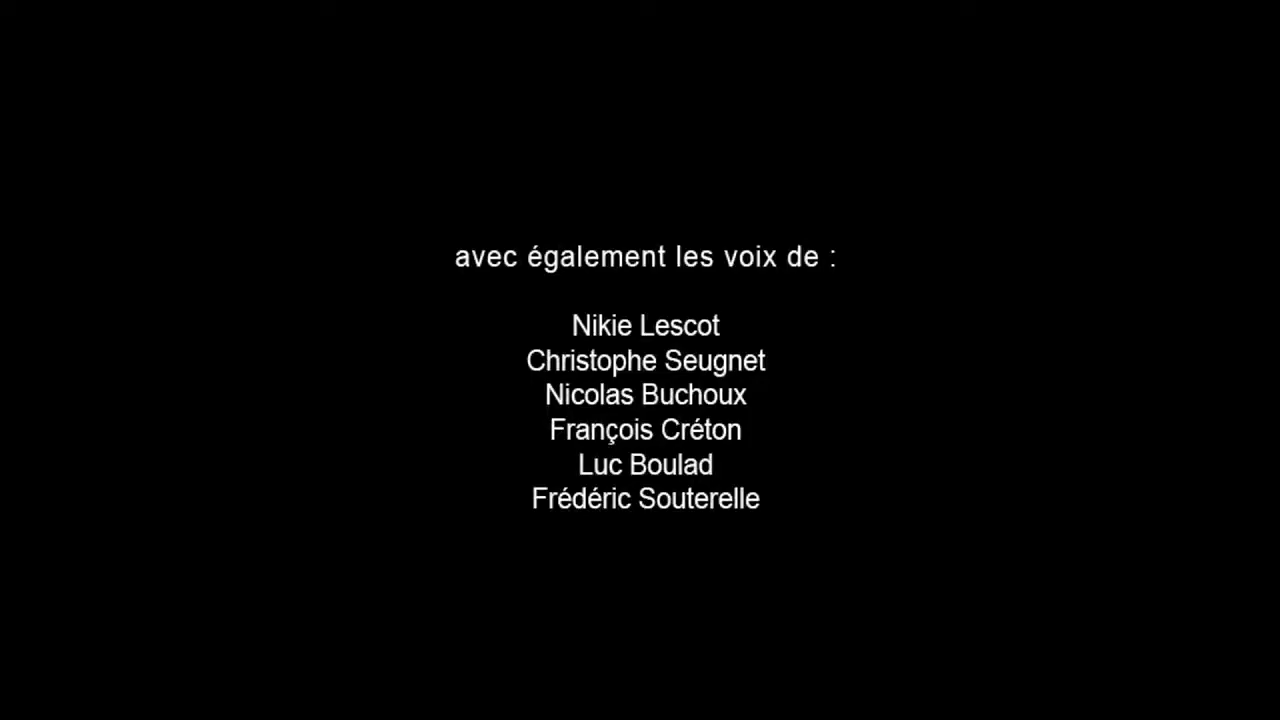 avec également les voix de :
Nikie Lescot
Christophe Seugnet
Nicolas Buchoux
François Créton
Luc Boulad
Frédéric Souterelle